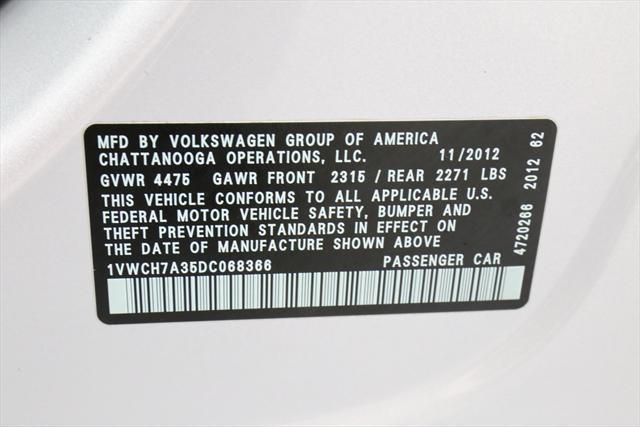 MFD BY VOLKSWAGEN GROUP OF AMERICA
CHATTANOOGA OPERATIONS, LLC. 11/2012
GVWR 4475 GAWR FRONT 2315 / REAR 2271 LBS
THIS VEHICLE CONFORMS TO ALL APPLICABLE U.S.
FEDERAL MOTOR VEHICLE SAFETY, BUMPER AND
THEFT PREVENTION STANDARDS IN EFFECT ON
THE DATE OF MANUFACTURE SHOWN ABOVE
1VWCH7A35DC068366 PASSENGER CAR
4720266 2012 62